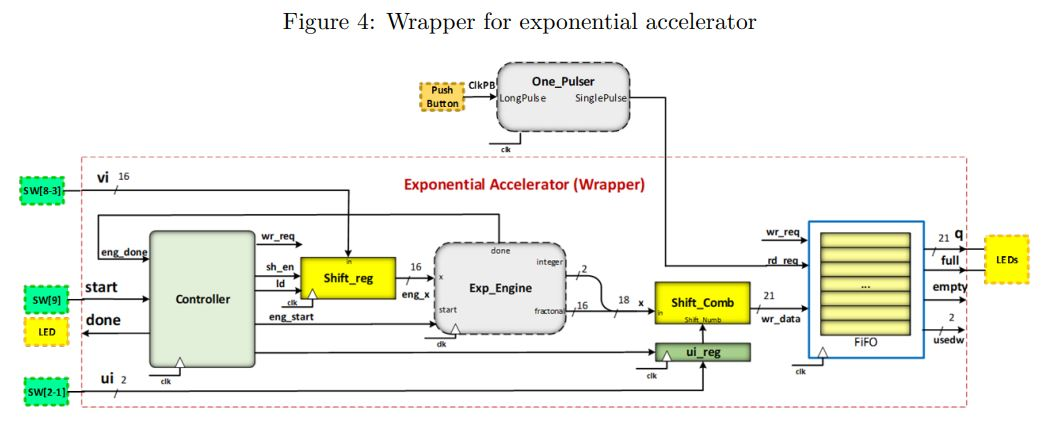 Figure 4: Wrapper for exponential accelerator
One_Pulser
Push
Button
ClkPB
LongPulse
SinglePulse
clk
vi
16
SW[8-3]
Exponential Accelerator (Wrapper)
eng_done
wr_req
sh_en
ld
in
Shift_reg
clk
16
eng_x
done
integer
x
Exp_Engine
start
fractona
clk
2
16
18
x
Shift_Comb
in
Shift_Numb
21
wr_data
wr_req
rd_req
...
FiFO
clk
21
q
full
empty
2
usedw
LEDs
SW[9]
start
Controller
LED
done
eng_start
clk
ui_reg
clk
ui
2
SW[2-1]